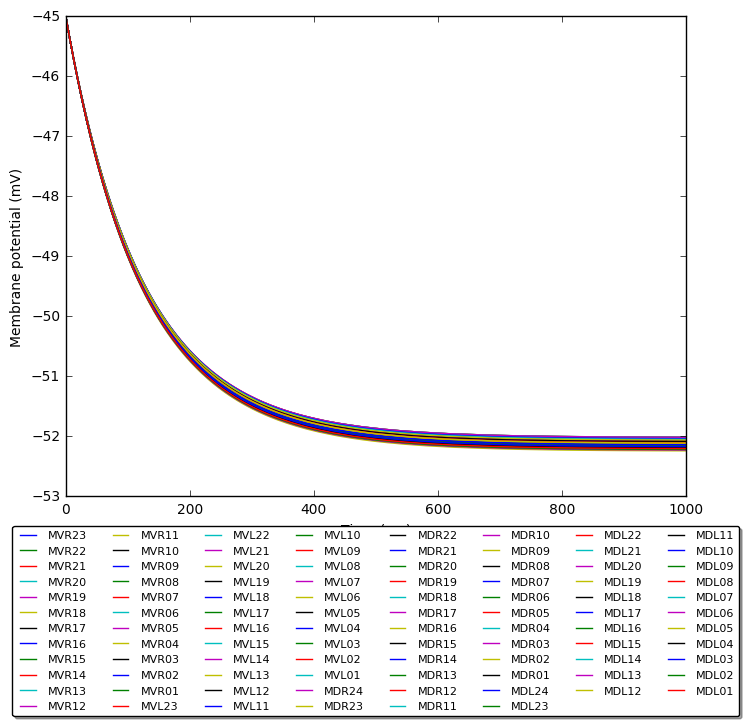 −45
−46
−47
−48
−49
−50
−51
−52
−53
Membrane potential (mV)
0 200 400 600 800 1000
MVR23 MVR11 MVL22 MVL10 MDR22 MDR10 MDL22 MDL11
MVR22 MVR10 MVL21 MVL09 MDR21 MDR09 MDL21 MDL10
MVR21 MVR09 MVL20 MVL08 MDR20 MDR08 MDL20 MDL09
MVR20 MVR08 MVL19 MVL07 MDR19 MDR07 MDL19 MDL08
MVR19 MVR07 MVL18 MVL06 MDR18 MDR06 MDL18 MDL07
MVR18 MVR06 MVL17 MVL05 MDR17 MDR05 MDL17 MDL06
MVR17 MVR05 MVL16 MVL04 MDR16 MDR04 MDL16 MDL05
MVR16 MVR04 MVL15 MVL03 MDR15 MDR03 MDL15 MDL04
MVR15 MVR03 MVL14 MVL02 MDR14 MDR02 MDL14 MDL03
MVR14 MVR02 MVL13 MVL01 MDR13 MDR01 MDL13 MDL02
MVR13 MVR01 MVL12 MDR24 MDR12 MDL24 MDL12 MDL01
MVR12 MVL23 MVL11 MDR23 MDR11 MDL23